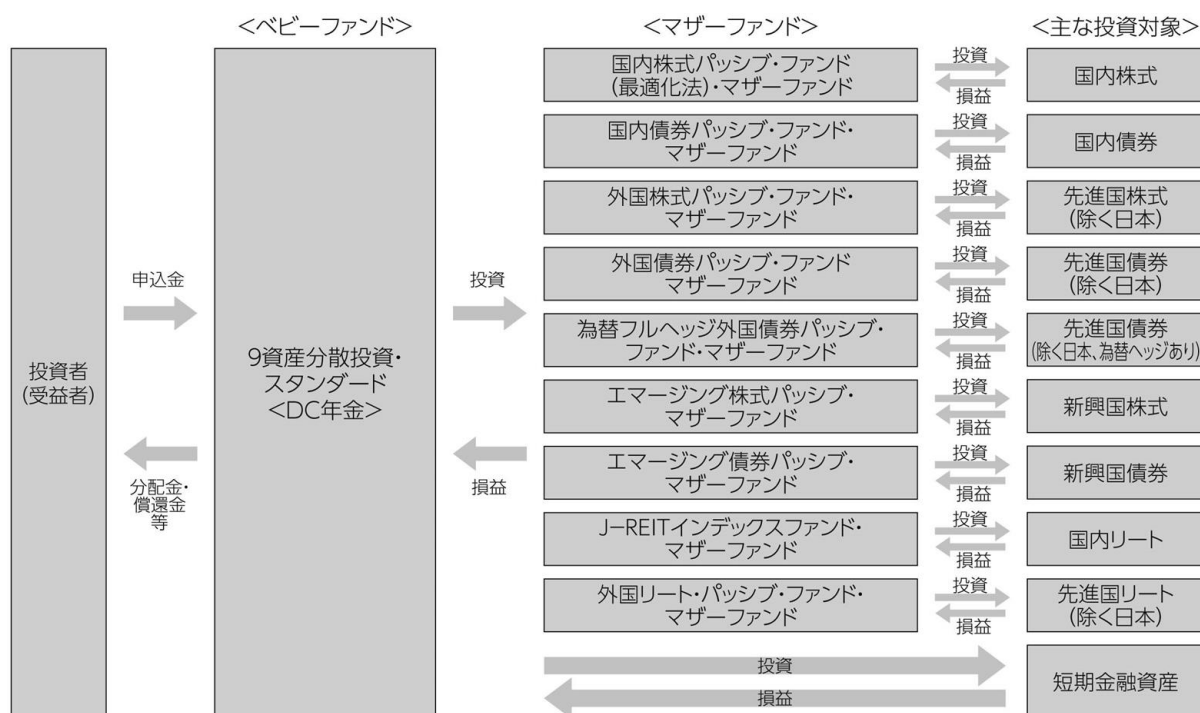 <ベビーファンド>
<マザーファンド>
<主な投資対象>
投資者
(受益者)
申込金
分配金・
償還金
等
9資産分散投資・
スタンダード
<DC年金>
投資
損益
国内株式パッシブ・ファンド
(最適化法)・マザーファンド
投資
損益
国内株式
国内債券パッシブ・ファンド・
マザーファンド
投資
損益
国内債券
外国株式パッシブ・ファンド・
マザーファンド
投資
損益
先進国株式
(除く日本)
外国債券パッシブ・ファンド
マザーファンド
投資
損益
先進国債券
(除く日本)
為替フルヘッジ外国債券パッシブ・
ファンド・マザーファンド
投資
損益
先進国債券
(除く日本、為替ヘッジあり)
エマージング株式パッシブ・
マザーファンド
投資
損益
新興国株式
エマージング債券パッシブ・
マザーファンド
投資
損益
新興国債券
J-REITインデックスファンド・
マザーファンド
投資
損益
国内リート
外国リート・パッシブ・ファンド・
マザーファンド
投資
損益
先進国リート
(除く日本)
投資
損益
短期金融資産